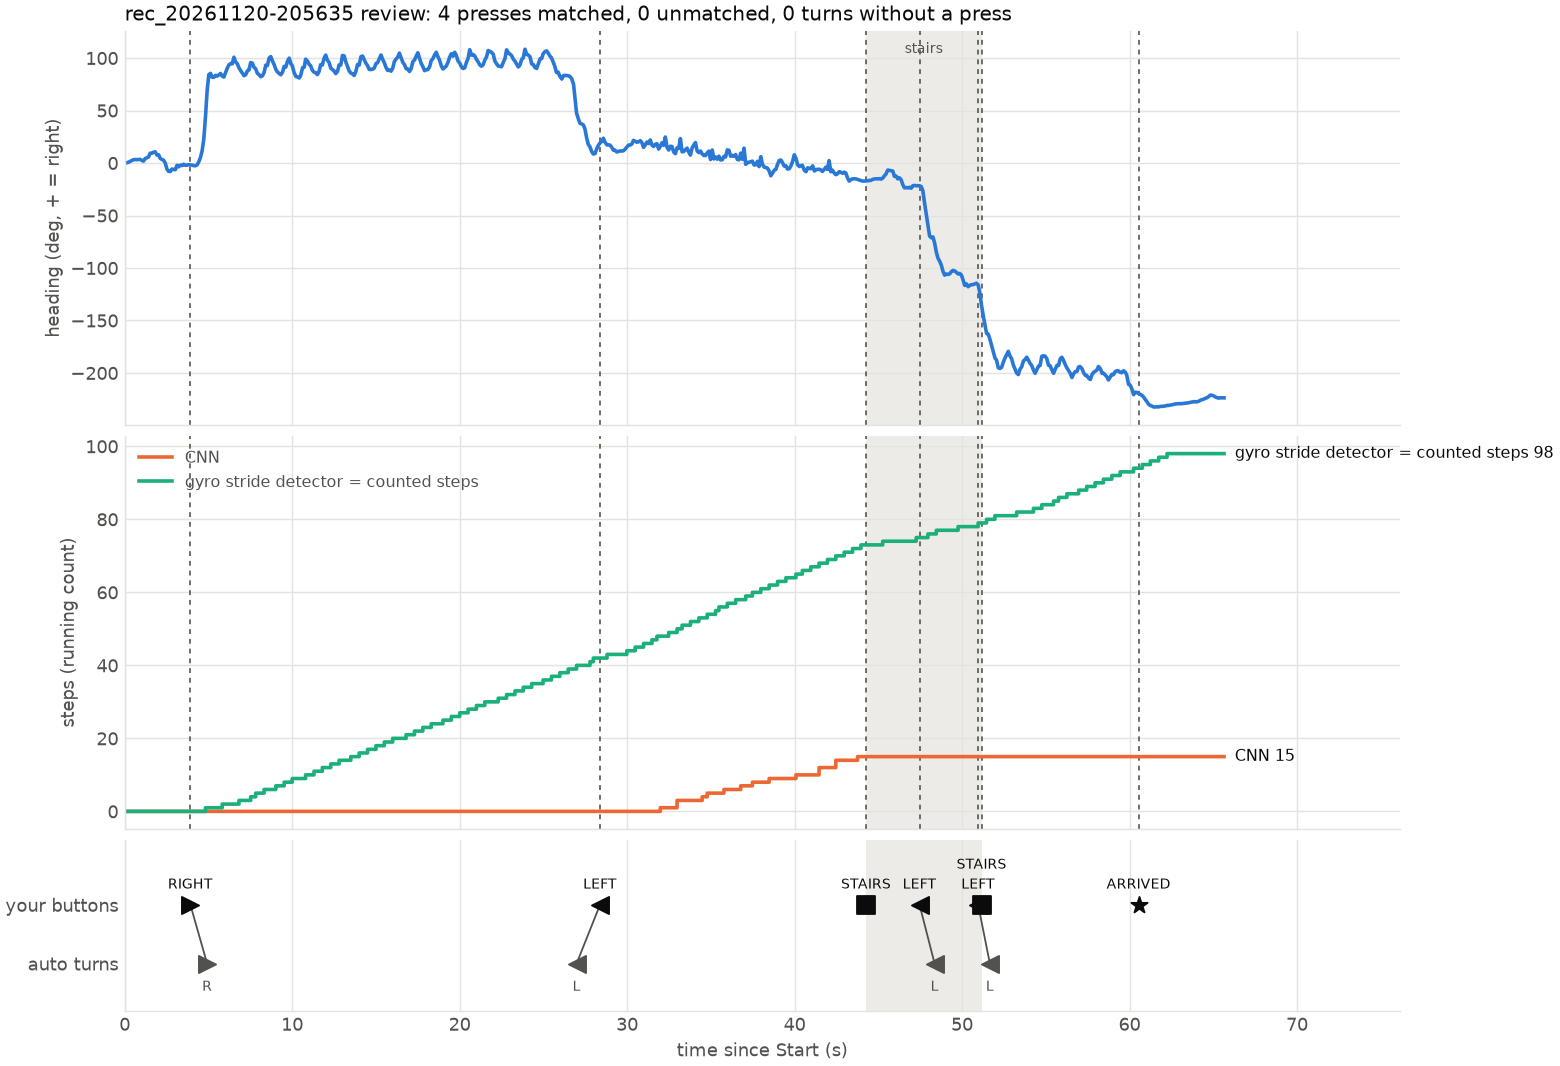 rec_20261120-205635 review: 4 presses matched, 0 unmatched, 0 turns without a press
heading (deg, + = right)
100
50
0
−50
−100
−150
−200
stairs
steps (running count)
100
80
60
40
20
0
CNN
gyro stride detector = counted steps
gyro stride detector = counted steps 98
CNN 15
your buttons
auto turns
RIGHT
LEFT
STAIRS
LEFT
STAIRS
LEFT
ARRIVED
R
L
L
L
0 10 20 30 40 50 60 70
time since Start (s)